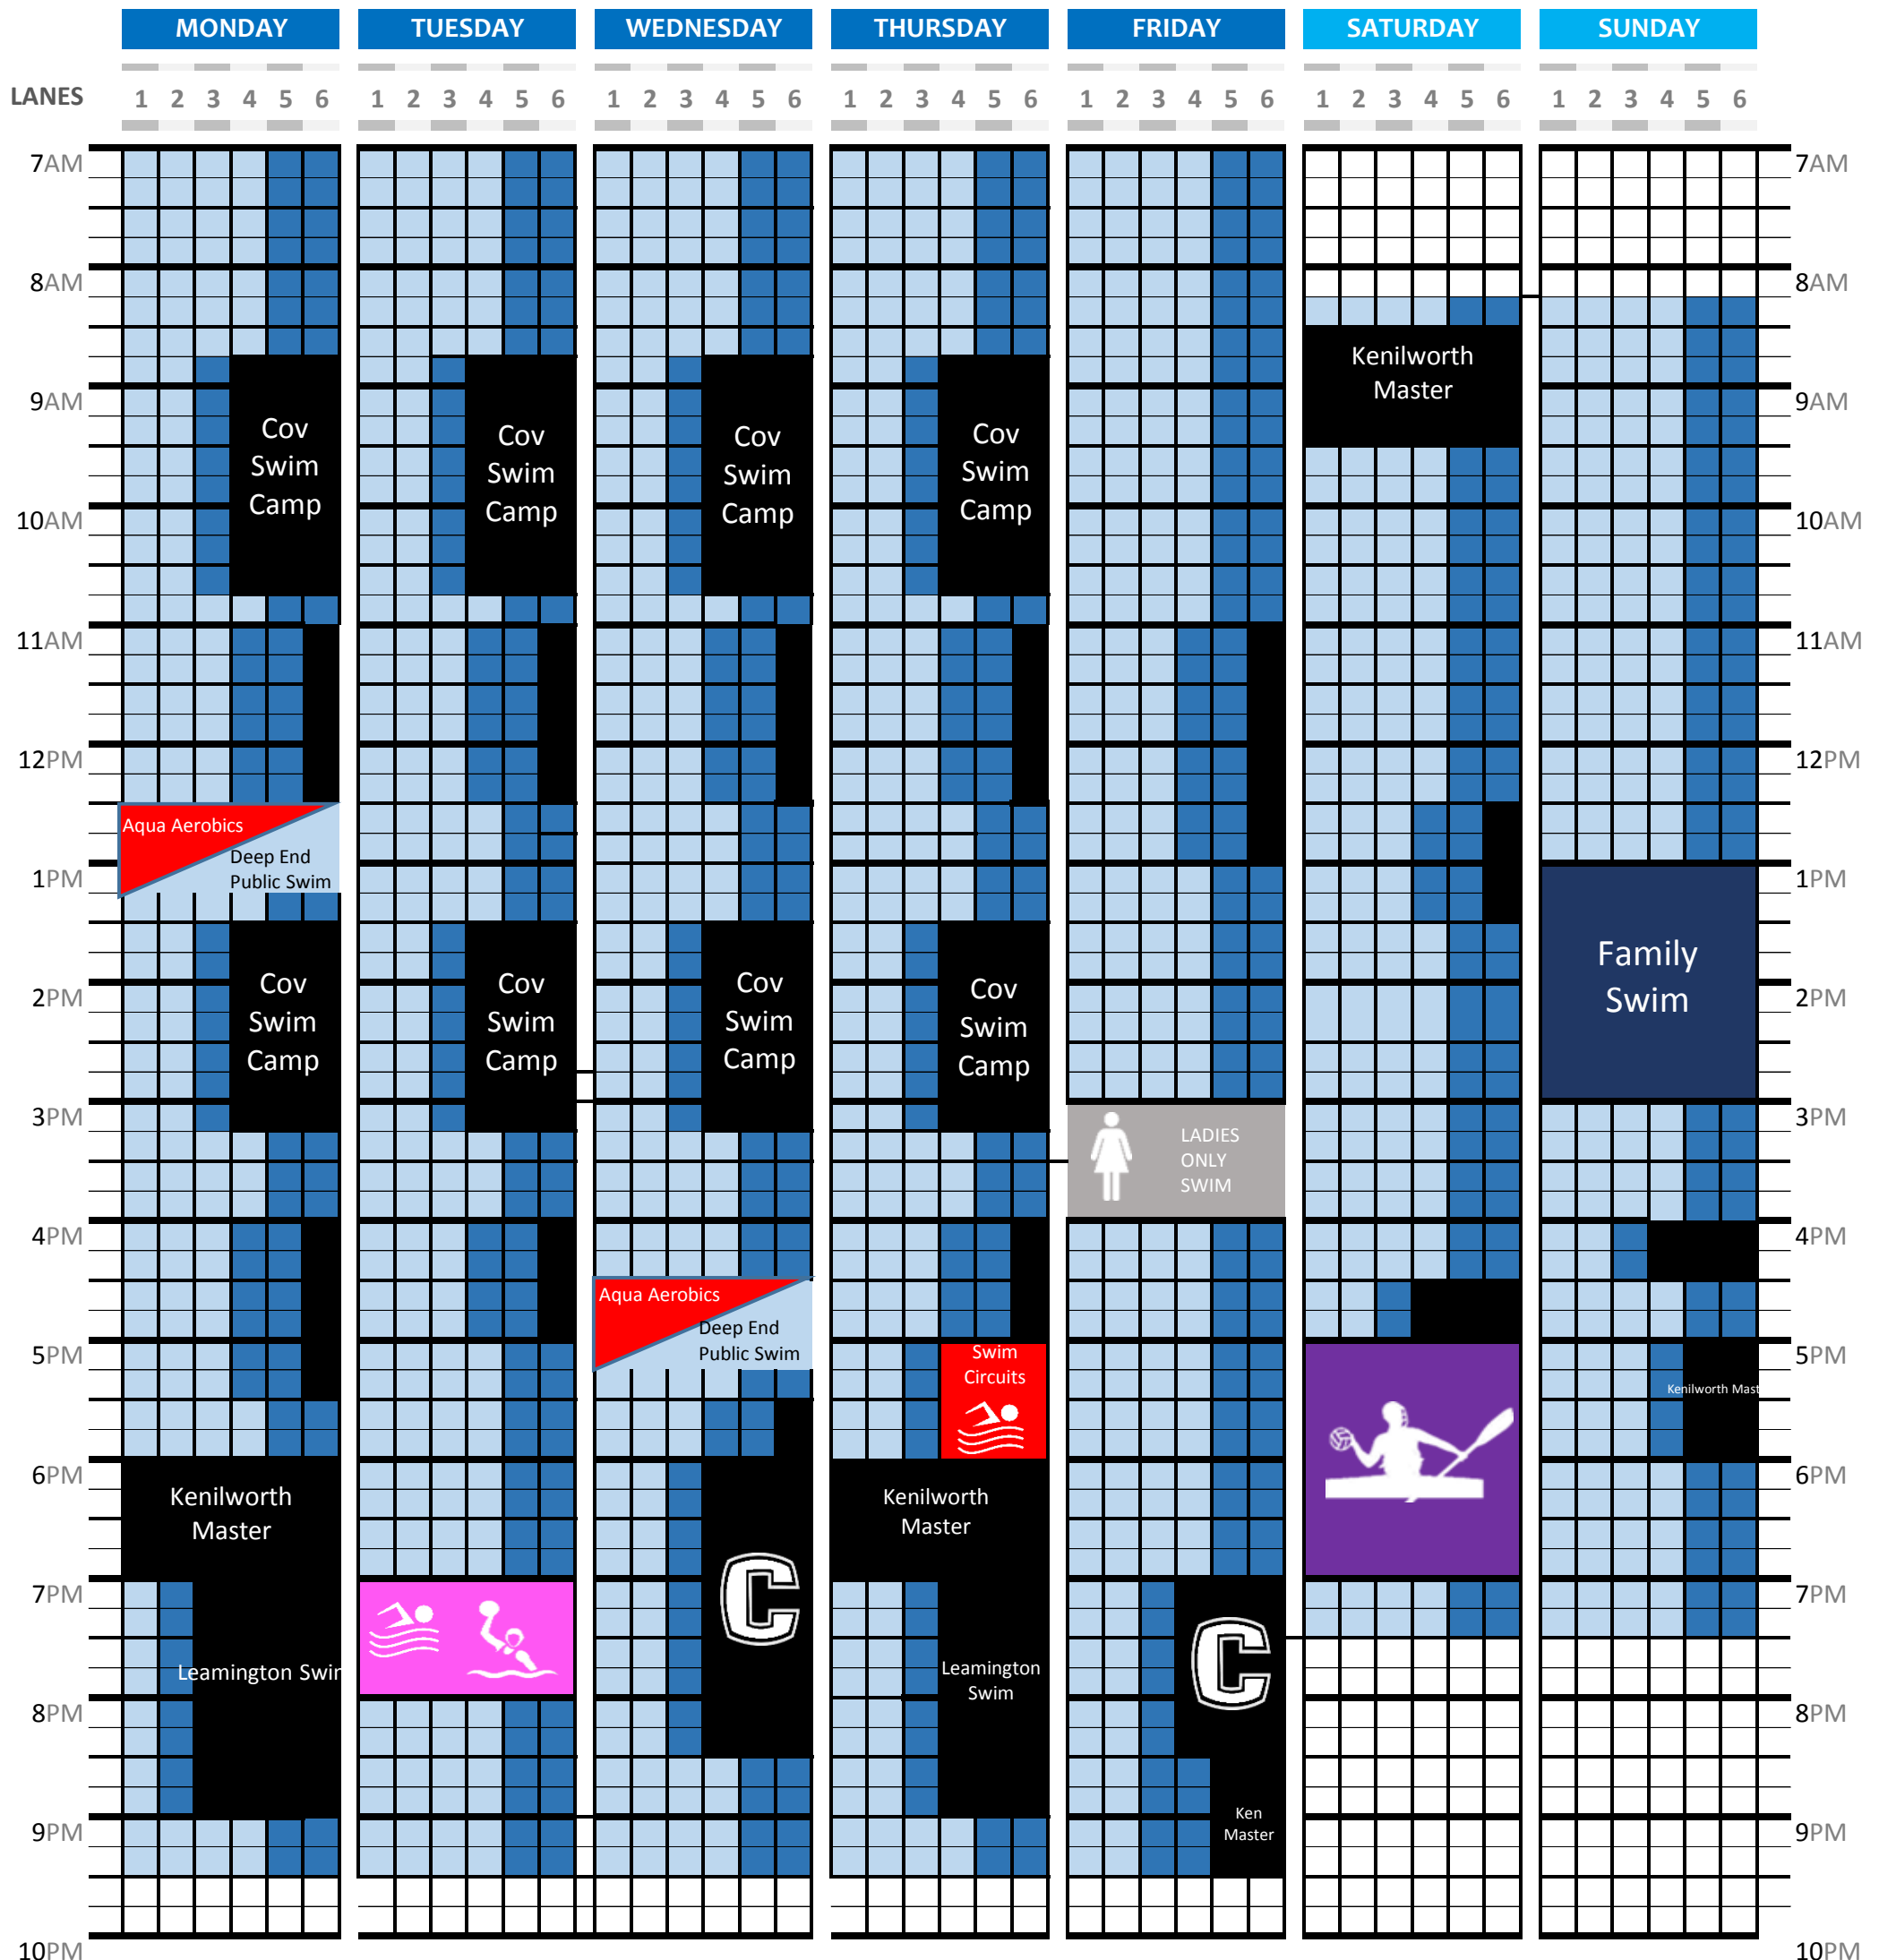 MONDAY TUESDAY WEDNESDAY THURSDAY FRIDAY SATURDAY SUNDAY
LANES 1 2 3 4 5 6 1 2 3 4 5 6 1 2 3 4 5 6 1 2 3 4 5 6 1 2 3 4 5 6 1 2 3 4 5 6 1 2 3 4 5 6
7AM 7AM
8AM 8AM
Kenilworth
Master
9AM 9AM
Cov Cov Cov Cov
Swim Swim Swim Swim
Camp Camp Camp Camp
10AM 10AM
11AM 11AM
12PM 12PM
Aqua Aerobics
Deep End
Public Swim
1PM 1PM
Family
Swim
Cov Cov Cov Cov
Swim Swim Swim Swim
Camp Camp Camp Camp
2PM 2PM
3PM 3PM
LADIES
ONLY
SWIM
4PM 4PM
Aqua Aerobics
Deep End
Public Swim
5PM 5PM
Swim
Circuits
Kenilworth Mast
6PM 6PM
Kenilworth
Master
Kenilworth
Master
C
7PM 7PM
C
Leamington Swim
Leamington
Swim
8PM 8PM
Ken
Master
9PM 9PM
10PM 10PM